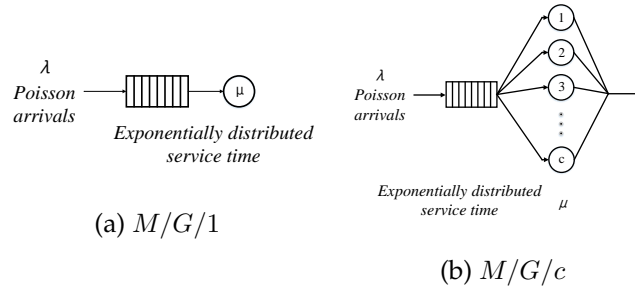 λ
Poisson
arrivals
μ
Exponentially distributed
service time
(a) M/G/1
λ
Poisson
arrivals
1
2
3
c
Exponentially distributed
service time
μ
(b) M/G/c